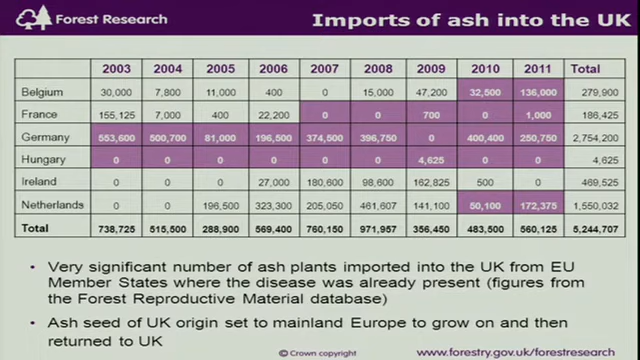 Forest Research
Imports of ash into the UK
2003 2004 2005 2006 2007 2008 2009 2010 2011 Total
Belgium 30,000 7,800 11,000 400 0 15,000 47,200 32,500 136,000 279,900
France 155,125 7,000 400 22,200 0 0 700 0 1,000 186,425
Germany 553,600 500,700 81,000 196,500 374,500 396,750 0 400,400 250,750 2,754,200
Hungary 0 0 0 0 0 0 4,625 0 0 4,625
Ireland 0 0 0 27,000 180,600 98,600 162,825 500 0 469,525
Netherlands 0 0 196,500 323,300 205,050 461,607 141,100 50,100 172,375 1,550,032
Total 738,725 515,500 288,900 569,400 760,150 971,957 356,450 483,500 560,125 5,244,707
• Very significant number of ash plants imported into the UK from EU
Member States where the disease was already present (figures from
the Forest Reproductive Material database)
• Ash seed of UK origin set to mainland Europe to grow on and then
returned to UK
© Crown copyright
www.forestry.gov.uk/forestresearch